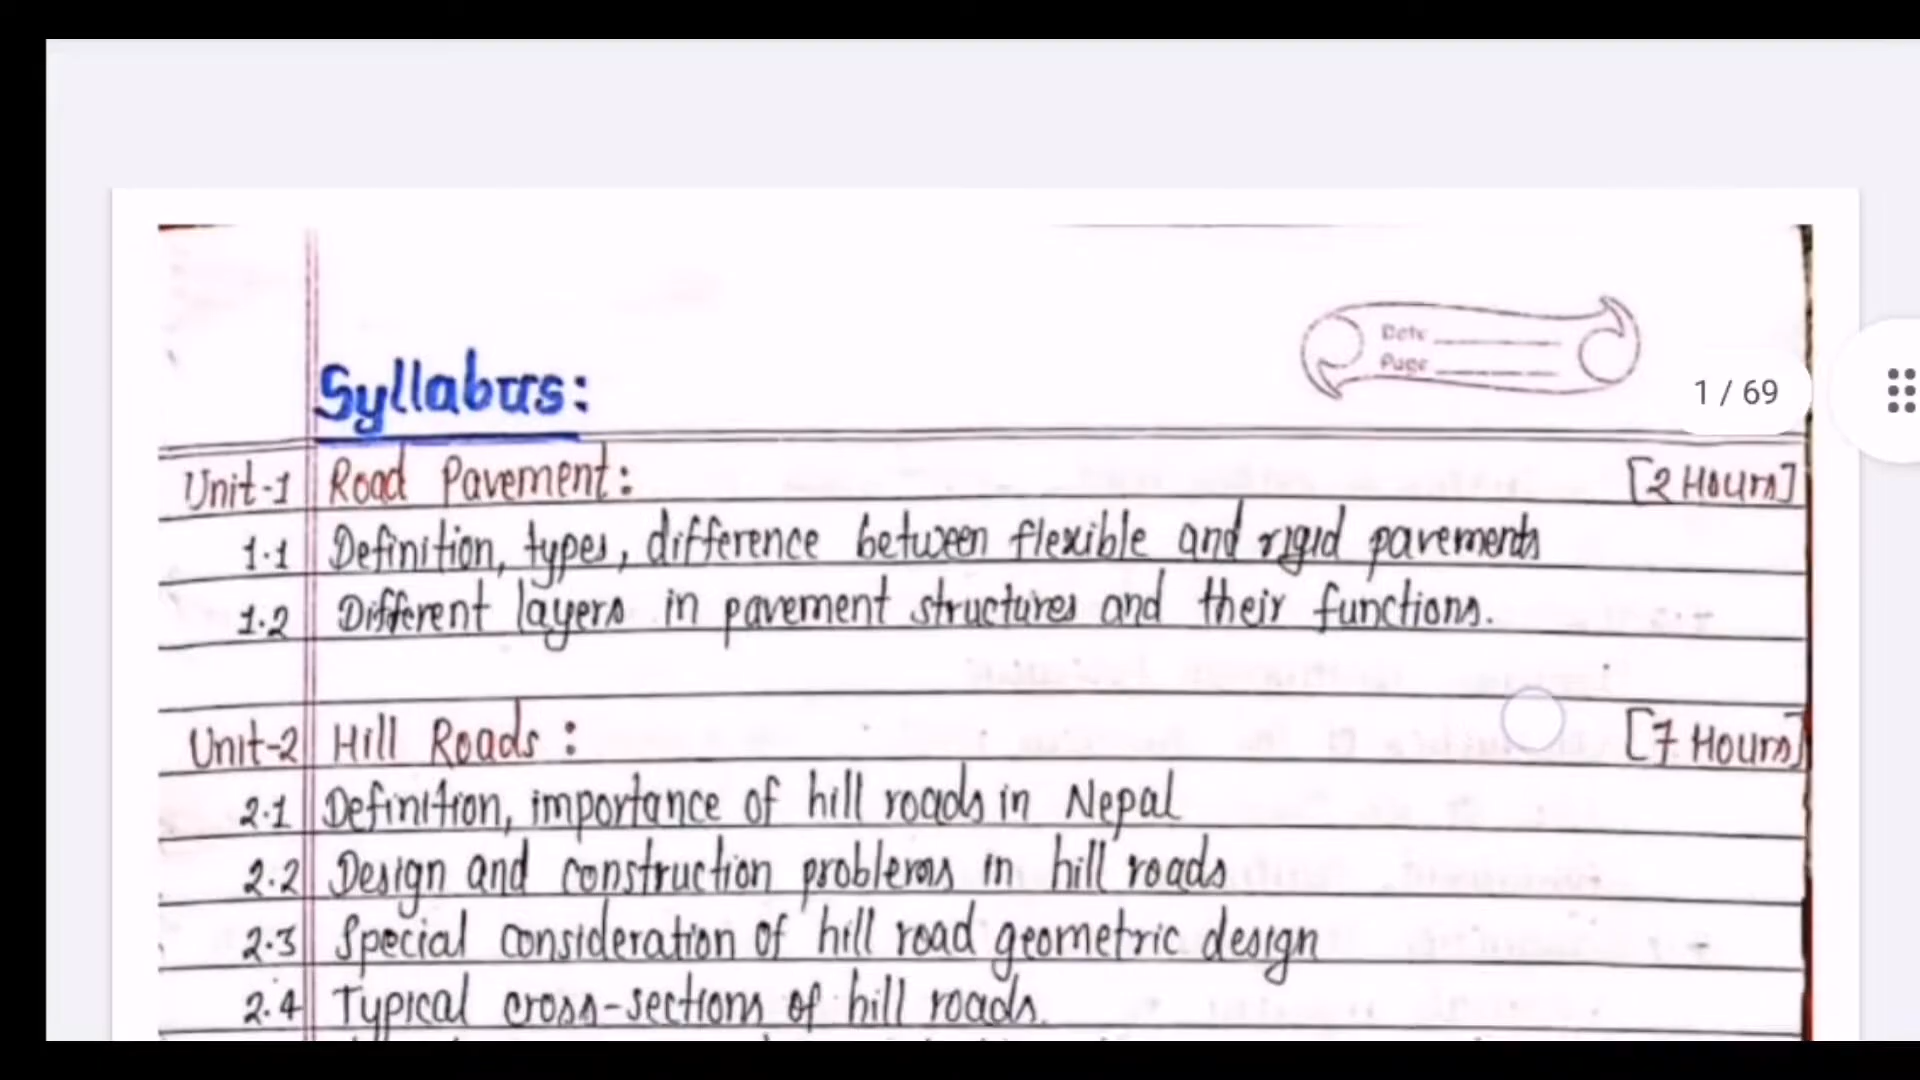 Date
Page
1 / 69
Syllabus:
Unit-1 Road Pavement: [2 Hours]
1.1 Definition, types, difference between flexible and rigid pavements
1.2 Different layers in pavement structures and their functions.
Unit-2 Hill Roads: [7 Hours]
2.1 Definition, importance of hill roads in Nepal
2.2 Design and construction problems in hill roads
2.3 Special consideration of hill road geometric design
2.4 Typical cross-sections of hill roads.